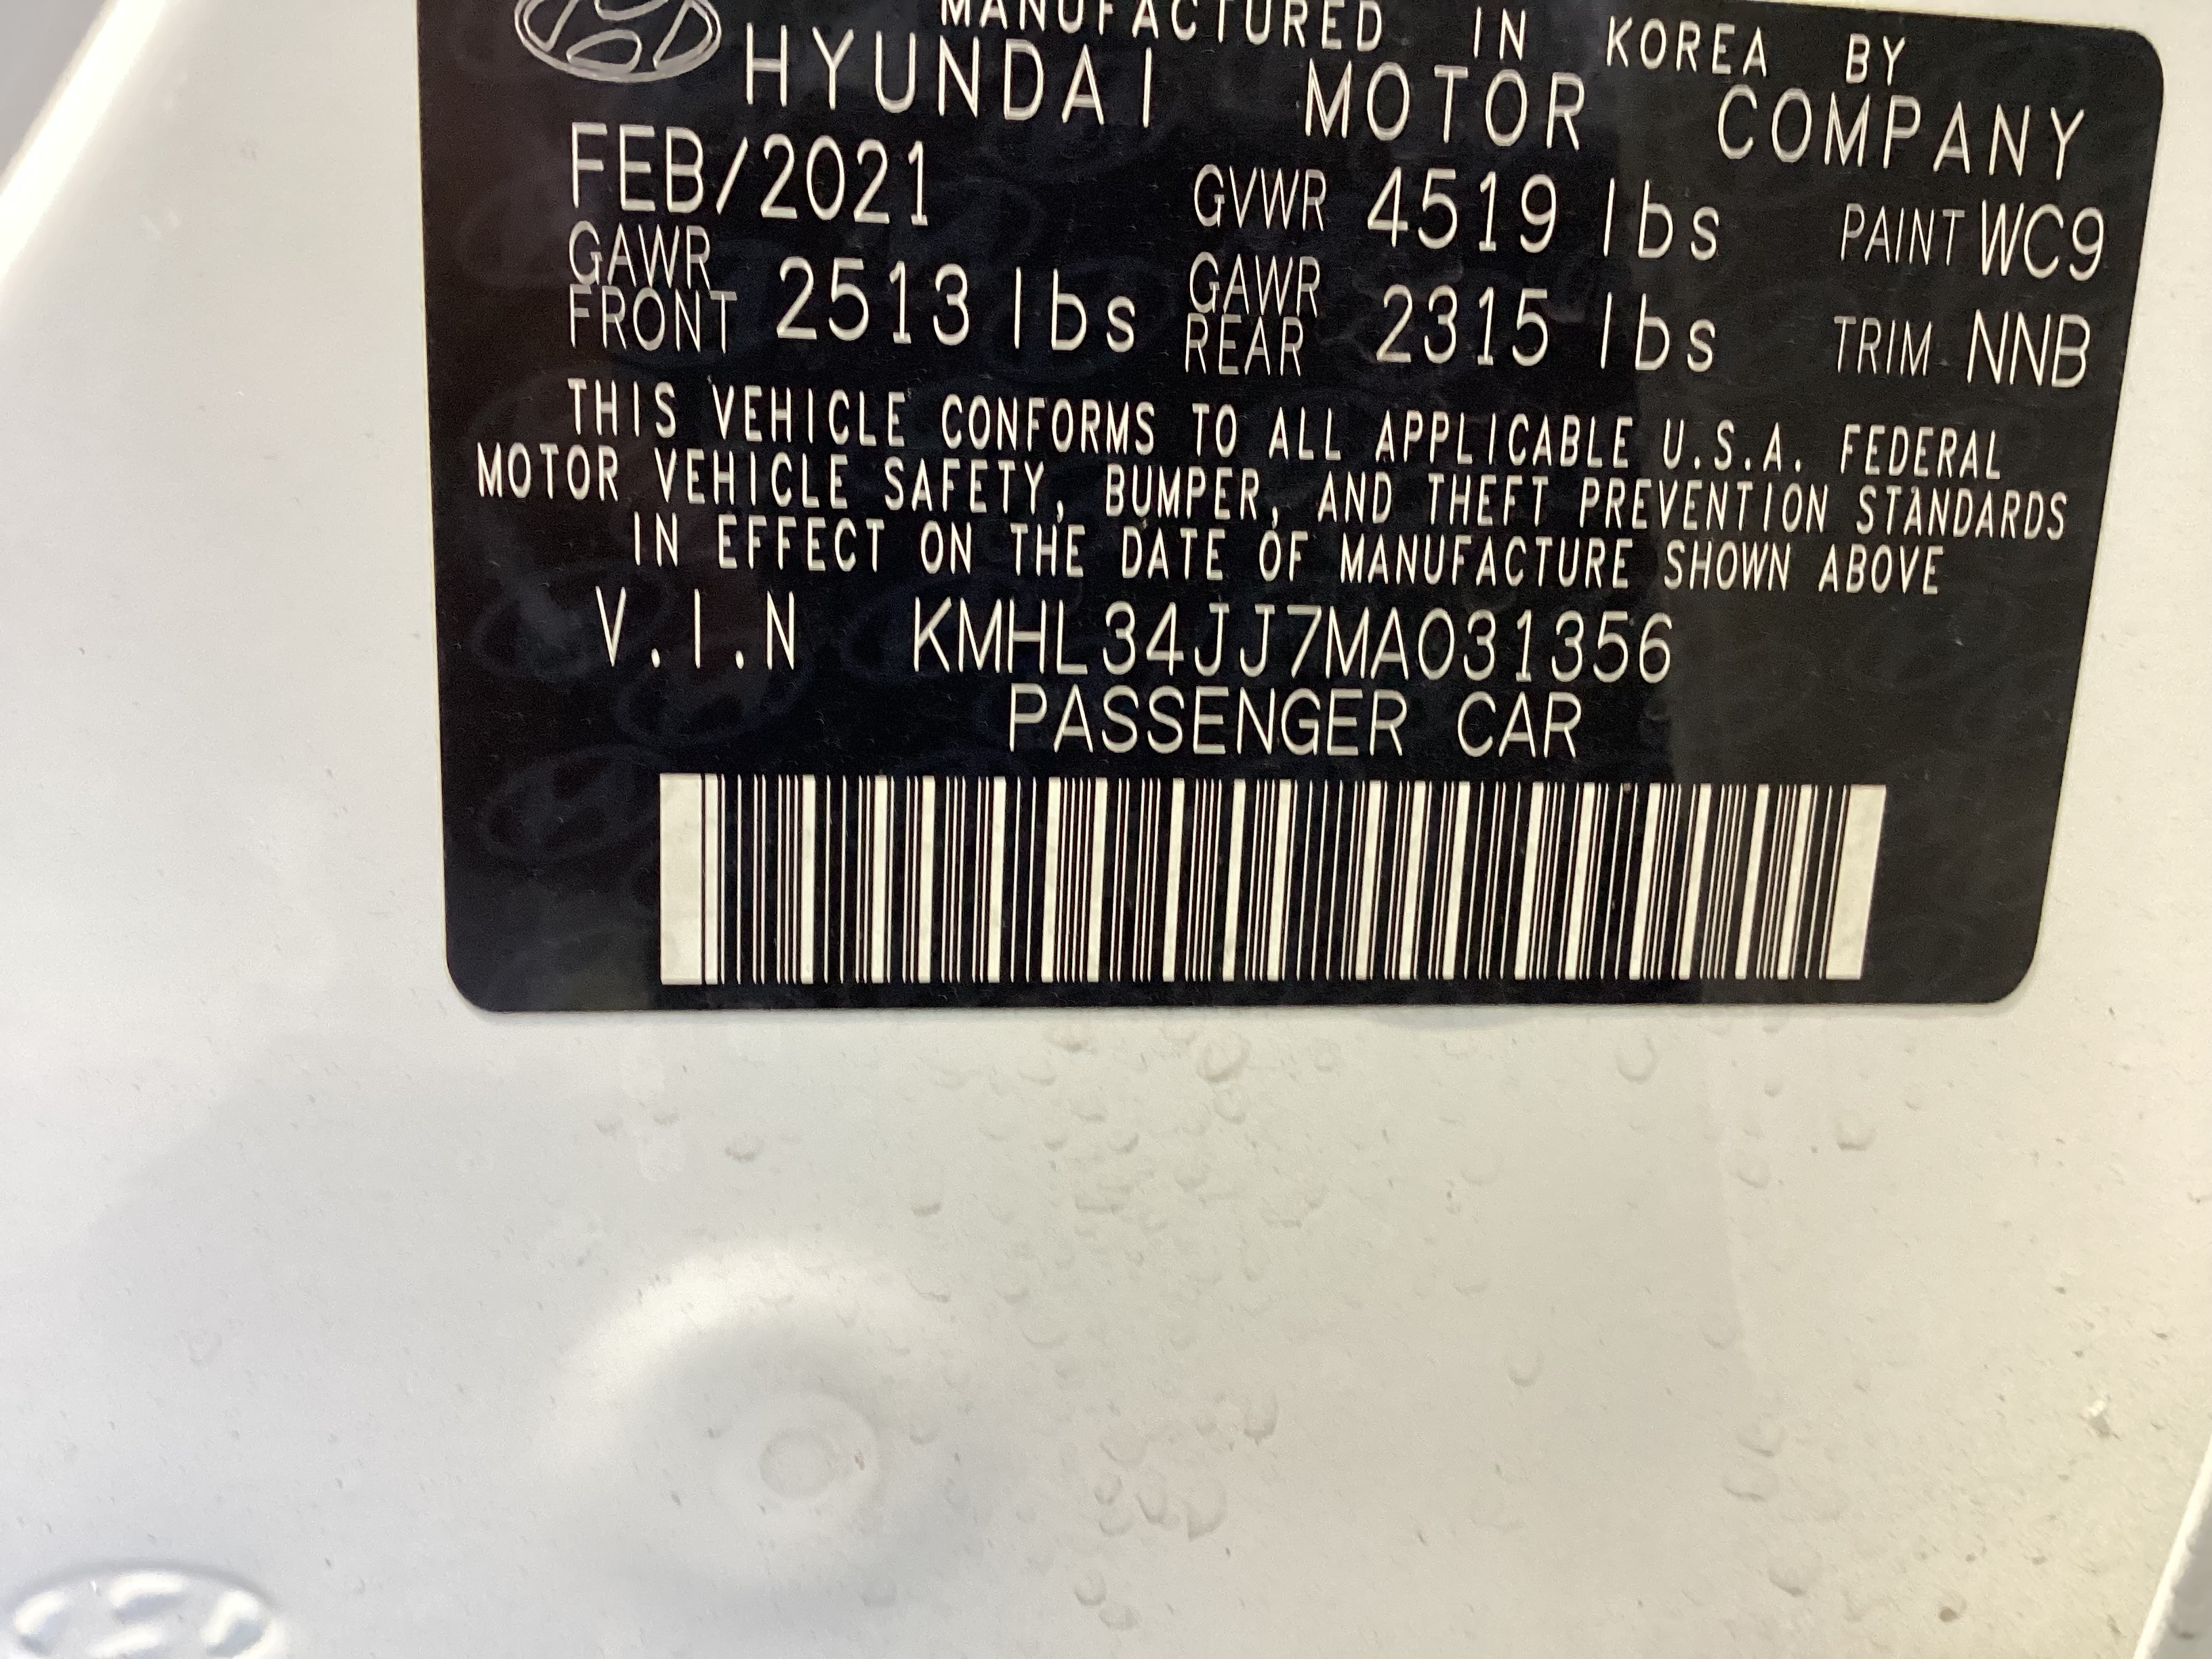 MANUFACTURED IN KOREA BY
HYUNDAI MOTOR COMPANY
FEB/2021 GVWR 4519 lbs PAINT WC9
GAWR FRONT 2513 lbs GAWR REAR 2315 lbs TRIM NNB
THIS VEHICLE CONFORMS TO ALL APPLICABLE U.S.A. FEDERAL
MOTOR VEHICLE SAFETY, BUMPER, AND THEFT PREVENTION STANDARDS
IN EFFECT ON THE DATE OF MANUFACTURE SHOWN ABOVE
V.I.N KMHL34JJ7MA031356
PASSENGER CAR